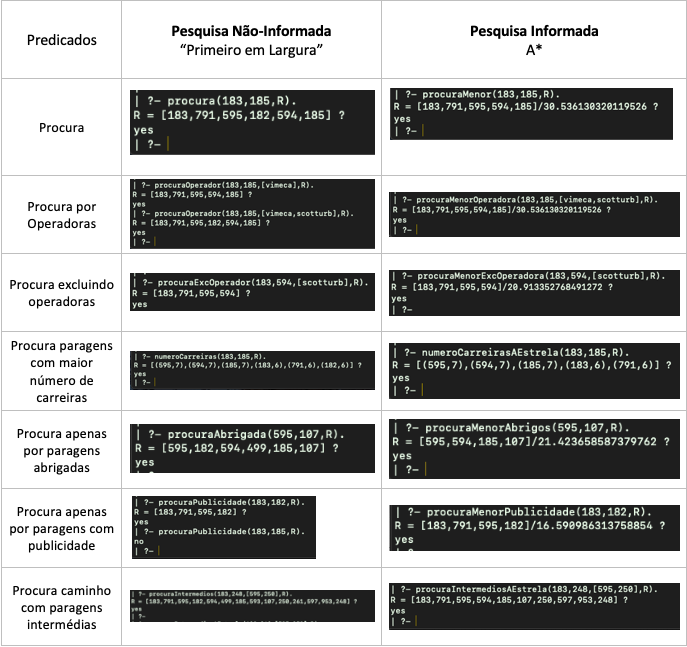 Predicados
Pesquisa Não-Informada
“Primeiro em Largura”
Pesquisa Informada
A*
Procura
| ?- procura(183,185,R).
R = [183,791,595,182,594,185] ?
yes
| ?-
| ?- procuraMenor(183,185,R).
R = [183,791,595,594,185]/30.536130320119526 ?
yes
| ?-
Procura por
Operadoras
| ?- procuraOperador(183,185,[vimeca],R).
R = [183,791,595,594,185] ?
yes
| ?- procuraOperador(183,185,[vimeca,scotturb],R).
R = [183,791,595,182,594,185] ?
yes
| ?-
| ?- procuraMenorOperadora(183,185,[vimeca,scotturb],R).
R = [183,791,595,594,185]/30.536130320119526 ?
yes
| ?-
Procura excluindo
operadoras
| ?- procuraExcOperador(183,594,[scotturb],R).
R = [183,791,595,594] ?
yes
| ?- procuraMenorExcOperadora(183,594,[scotturb],R).
R = [183,791,595,594]/20.913352768491272 ?
yes
| ?-
Procura paragens
com maior
número de
carreiras
| ?- numeroCarreiras(183,185,R).
R = [(595,7),(594,7),(185,7),(183,6),(791,6),(182,6)] ?
yes
| ?-
| ?- numeroCarreirasAEstrela(183,185,R).
R = [(595,7),(594,7),(185,7),(183,6),(791,6)] ?
yes
| ?-
Procura apenas
por paragens
abrigadas
| ?- procuraAbrigada(595,107,R).
R = [595,182,594,499,185,107] ?
yes
| ?- procuraMenorAbrigos(595,107,R).
R = [595,594,185,107]/21.423658587379762 ?
yes
| ?-
Procura apenas
por paragens com
publicidade
| ?- procuraPublicidade(183,182,R).
R = [183,791,595,182] ?
yes
| ?- procuraPublicidade(183,185,R).
no
| ?-
| ?- procuraMenorPublicidade(183,182,R).
R = [183,791,595,182]/16.590986313758854 ?
yes
Procura caminho
com paragens
intermédias
| ?- procuraIntermedios(183,248,[595,250],R).
R = [183,791,595,182,594,499,185,593,107,250,261,597,953,248] ?
yes
| ?-
| ?- procuraIntermediosAEstrela(183,248,[595,250],R).
R = [183,791,595,594,185,107,250,597,953,248] ?
yes
| ?-